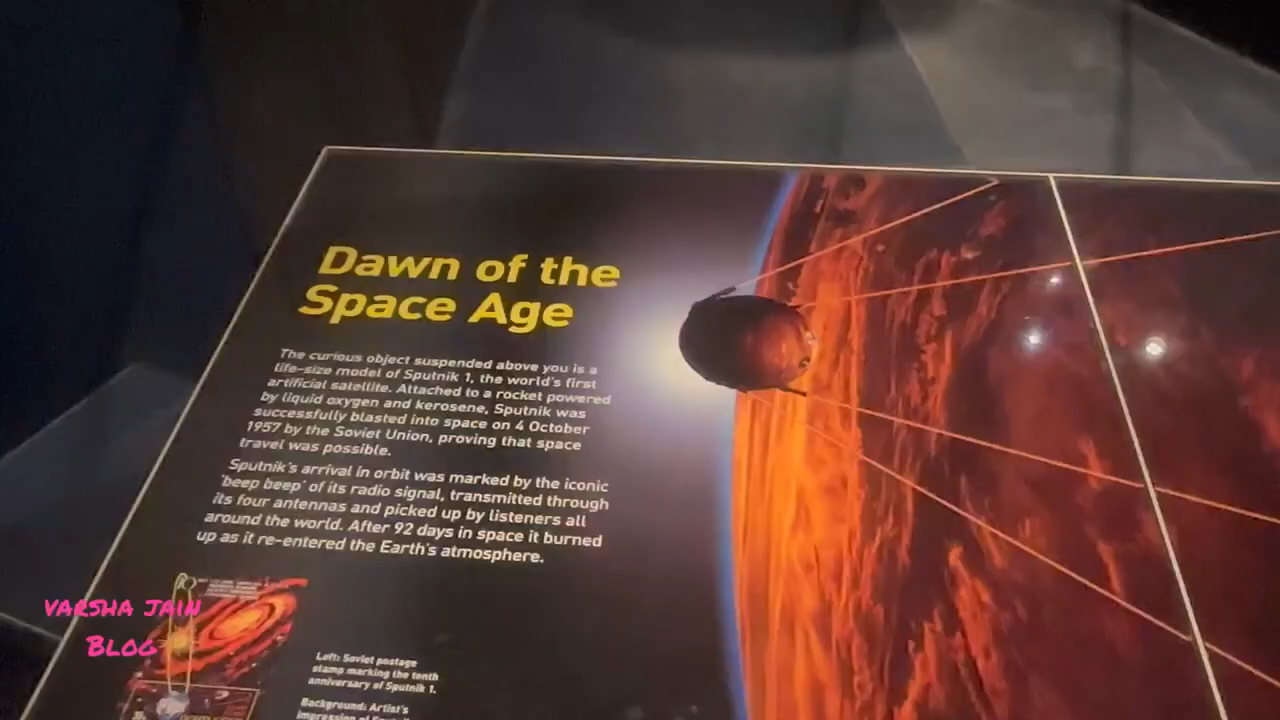 Dawn of the
Space Age
The curious object suspended above you is a
life-size model of Sputnik 1, the world's first
artificial satellite. Attached to a rocket powered
by liquid oxygen and kerosene, Sputnik was
successfully blasted into space on 4 October
1957 by the Soviet Union, proving that space
travel was possible.
Sputnik's arrival in orbit was marked by the iconic
'beep beep' of its radio signal, transmitted through
its four antennas and picked up by listeners all
around the world. After 92 days in space it burned
up as it re-entered the Earth's atmosphere.
Left: Soviet postage
stamp marking the tenth
anniversary of Sputnik 1.
Background: Artist's
impression of
VARSHA JAIN
BLOG